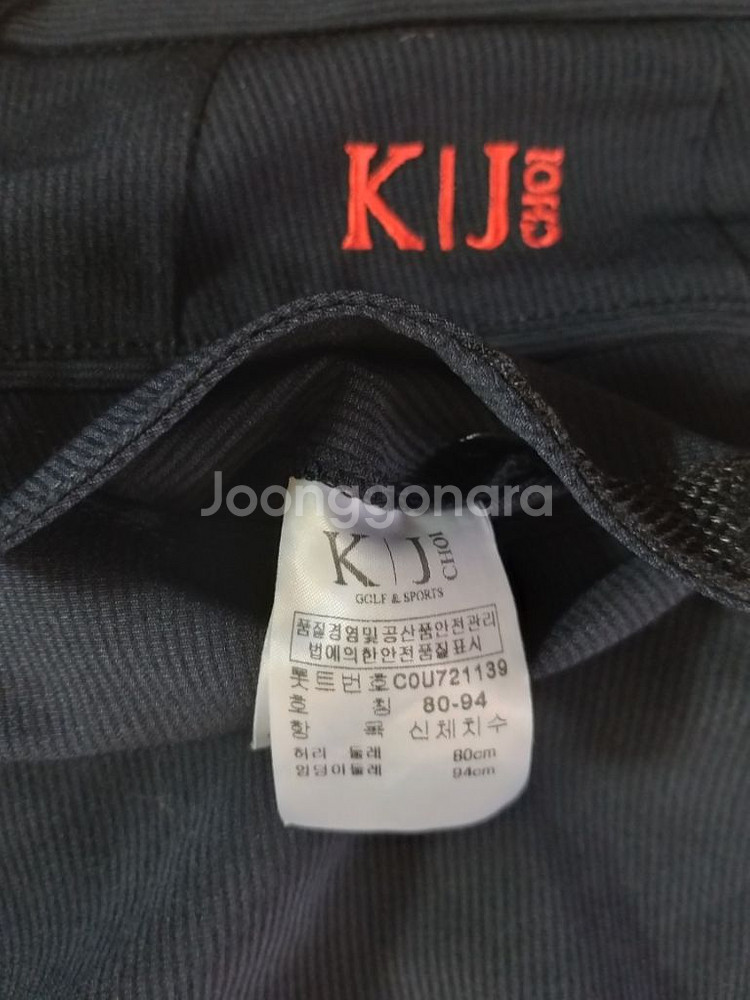 K|J CHOI
Joonggonara
K|J CHOI
GOLF & SPORTS
품질경영및공산품안전관리
법에의한안전품질표시
롯트번호 COU721139
호칭 80-94
항목 신체치수
허리 둘레 80cm
엉덩이둘레 94cm